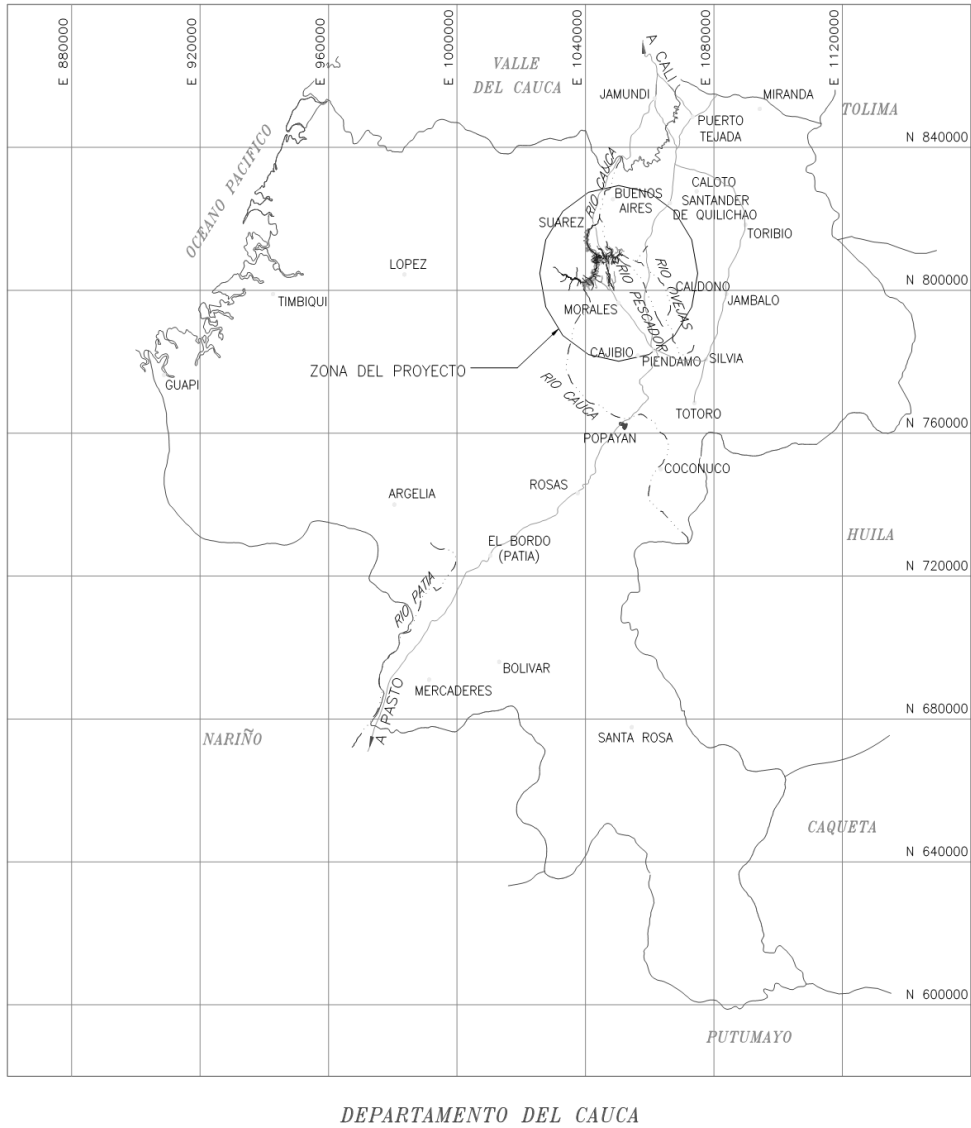 E 880000
E 920000
E 960000
E 1000000
E 1040000
E 1080000
E 1120000
VALLE
DEL CAUCA
A CALI
JAMUNDI
MIRANDA
TOLIMA
PUERTO
TEJADA
N 840000
OCEANO PACIFICO
RIO CAUCA
CALOTO
BUENOS
AIRES
SANTANDER
DE QUILICHAO
SUAREZ
TORIBIO
LOPEZ
RIO OVEJAS
RIO PESCADOR
CALDONO
N 800000
TIMBIQUI
JAMBALO
MORALES
CAJIBIO
PIENDAMO
SILVIA
ZONA DEL PROYECTO
GUAPI
RIO CAUCA
TOTORO
N 760000
POPAYAN
COCONUCO
ROSAS
ARGELIA
EL BORDO
(PATIA)
HUILA
N 720000
RIO PATIA
BOLIVAR
MERCADERES
A PASTO
N 680000
NARIÑO
SANTA ROSA
CAQUETA
N 640000
N 600000
PUTUMAYO
DEPARTAMENTO DEL CAUCA